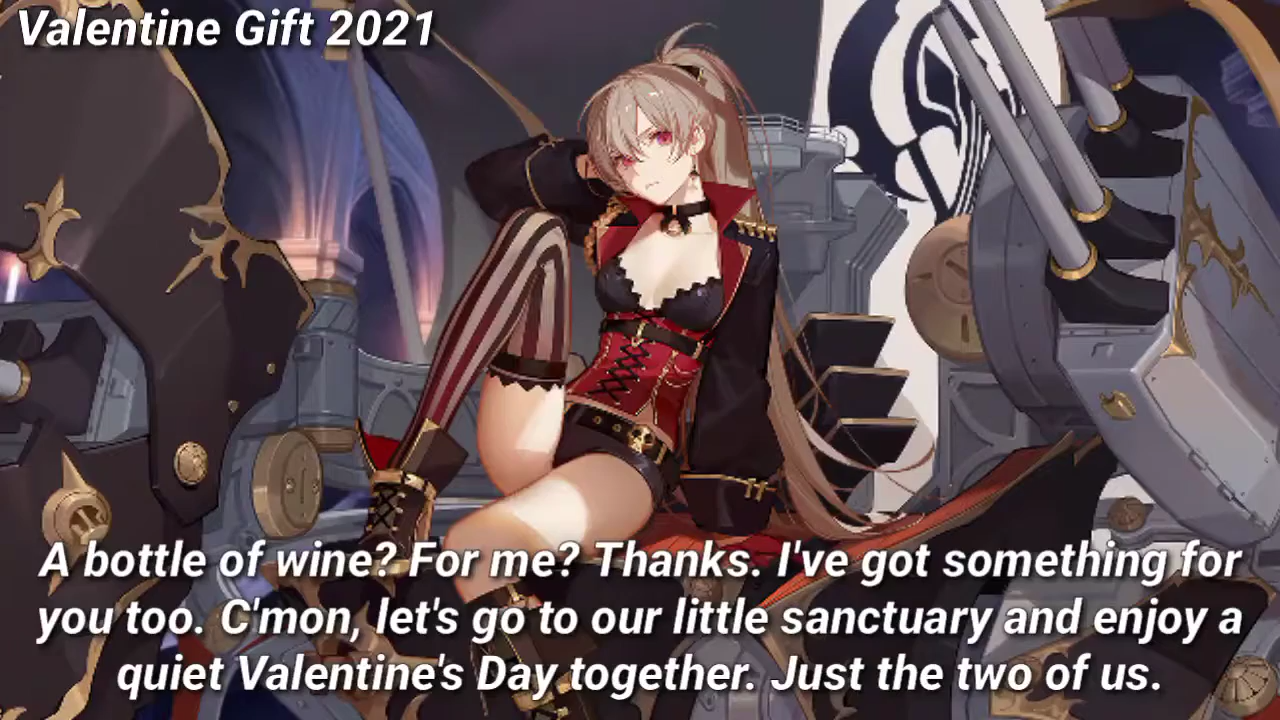 Valentine Gift 2021
A bottle of wine? For me? Thanks. I've got something for
you too. C'mon, let's go to our little sanctuary and enjoy a
quiet Valentine's Day together. Just the two of us.